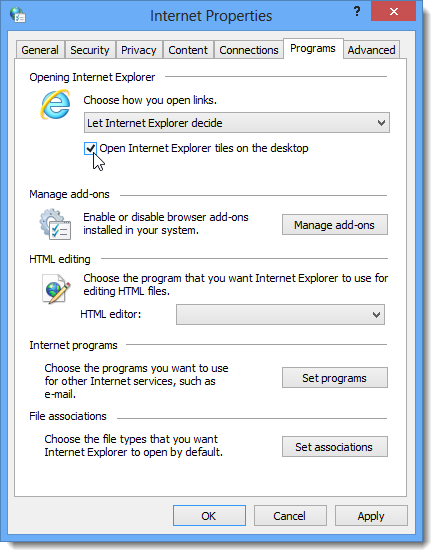 Internet Properties
?
General Security Privacy Content Connections Programs Advanced
Opening Internet Explorer
Choose how you open links.
Let Internet Explorer decide
Open Internet Explorer tiles on the desktop
Manage add-ons
Enable or disable browser add-ons
installed in your system.
Manage add-ons
HTML editing
Choose the program that you want Internet Explorer to use for
editing HTML files.
HTML editor:
Internet programs
Choose the programs you want to use
for other Internet services, such as
e-mail.
Set programs
File associations
Choose the file types that you want
Internet Explorer to open by default.
Set associations
OK Cancel Apply